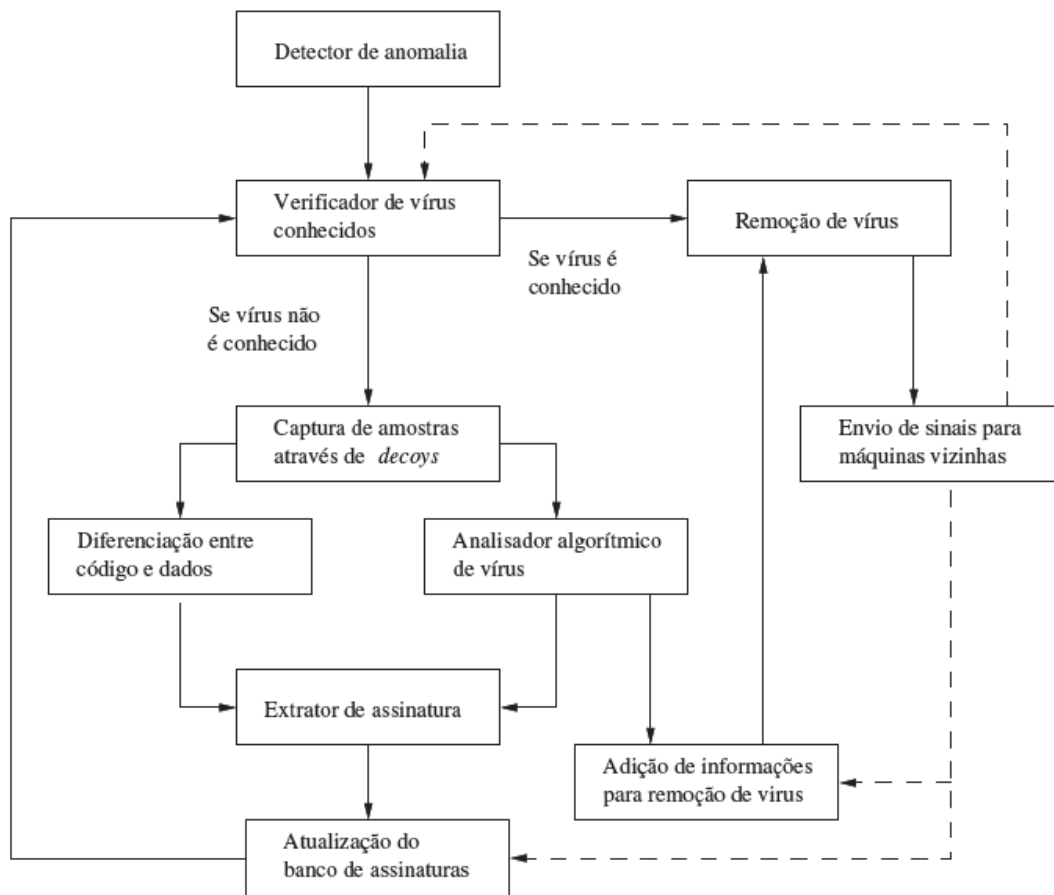 Detector de anomalia
Verificador de vírus
conhecidos
Remoção de vírus
Se vírus é
conhecido
Se vírus não
é conhecido
Captura de amostras
através de decoys
Envio de sinais para
máquinas vizinhas
Diferenciação entre
código e dados
Analisador algorítmico
de vírus
Extrator de assinatura
Adição de informações
para remoção de virus
Atualização do
banco de assinaturas